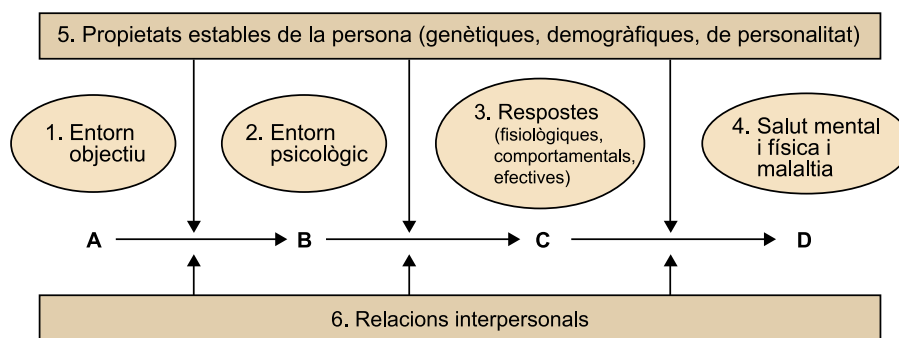 5. Propietats estables de la persona (genètiques, demogràfiques, de personalitat)
1. Entorn
objectiu
2. Entorn
psicològic
3. Respostes
(fisiològiques,
comportamentals,
efectives)
4. Salut mental
i física i
malaltia
A
B
C
D
6. Relacions interpersonals